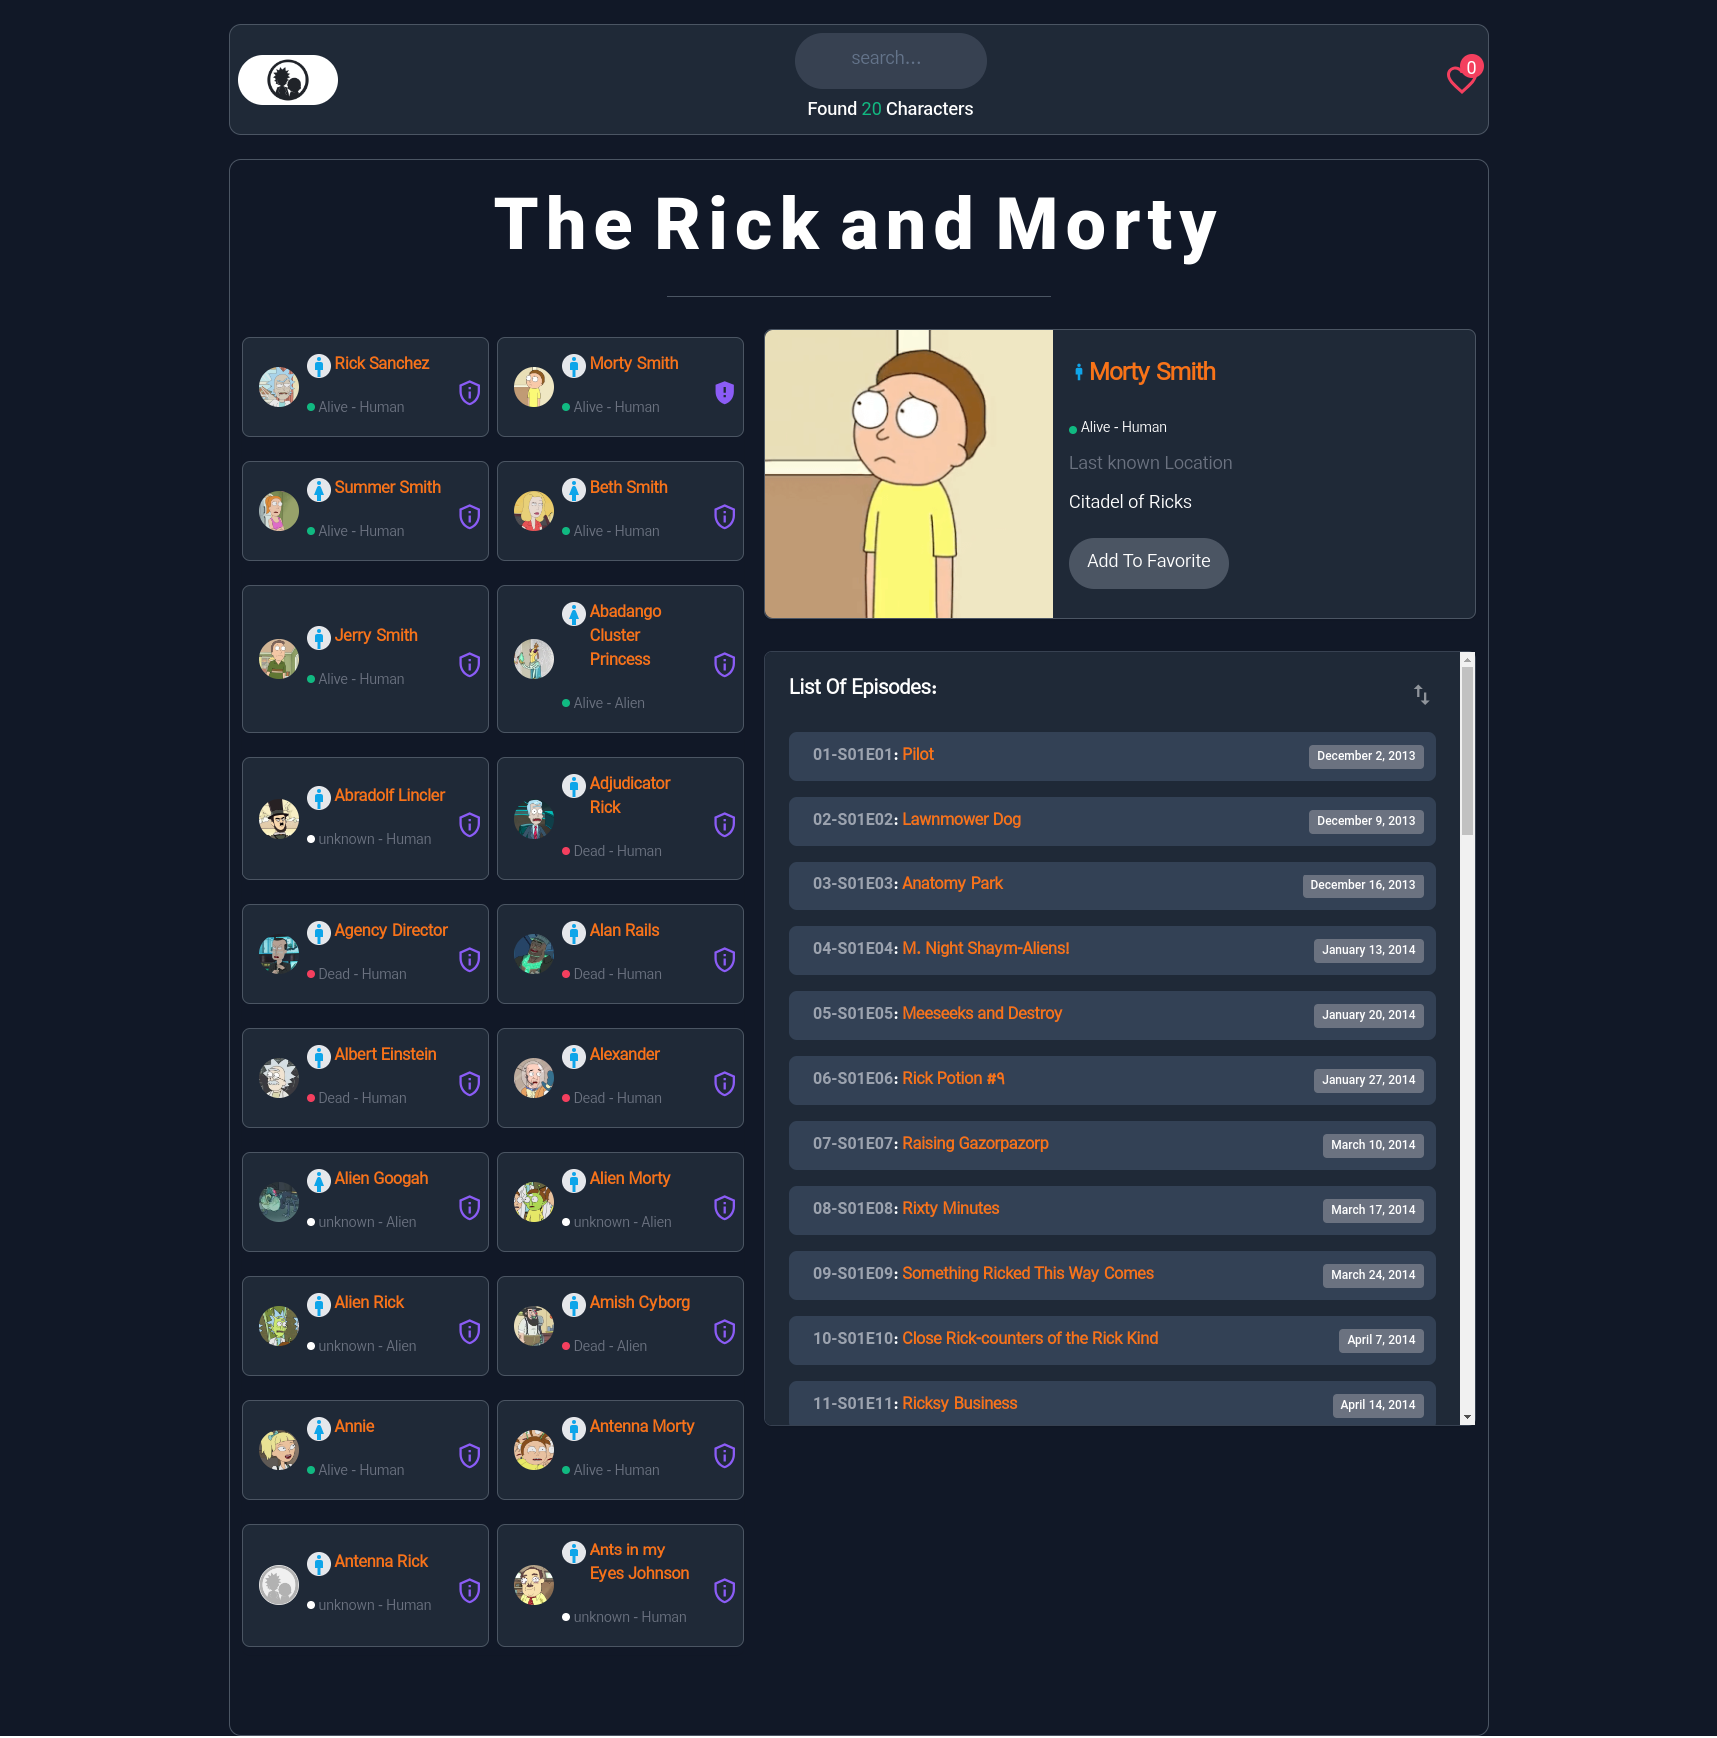 search...
0
Found 20 Characters
The Rick and Morty
Rick Sanchez
Alive - Human
Morty Smith
Alive - Human
Summer Smith
Alive - Human
Beth Smith
Alive - Human
Jerry Smith
Alive - Human
Abadango
Cluster
Princess
Alive - Alien
Abradolf Lincler
unknown - Human
Adjudicator
Rick
Dead - Human
Agency Director
Dead - Human
Alan Rails
Dead - Human
Albert Einstein
Dead - Human
Alexander
Dead - Human
Alien Googah
unknown - Alien
Alien Morty
unknown - Alien
Alien Rick
unknown - Alien
Amish Cyborg
Dead - Alien
Annie
Alive - Human
Antenna Morty
Alive - Human
Antenna Rick
unknown - Human
Ants in my
Eyes Johnson
unknown - Human
Morty Smith
Alive - Human
Last known Location
Citadel of Ricks
Add To Favorite
List Of Episodes:
01-S01E01: Pilot December 2, 2013
02-S01E02: Lawnmower Dog December 9, 2013
03-S01E03: Anatomy Park December 16, 2013
04-S01E04: M. Night Shaym-Aliens! January 13, 2014
05-S01E05: Meeseeks and Destroy January 20, 2014
06-S01E06: Rick Potion #۹ January 27, 2014
07-S01E07: Raising Gazorpazorp March 10, 2014
08-S01E08: Rixty Minutes March 17, 2014
09-S01E09: Something Ricked This Way Comes March 24, 2014
10-S01E10: Close Rick-counters of the Rick Kind April 7, 2014
11-S01E11: Ricksy Business April 14, 2014